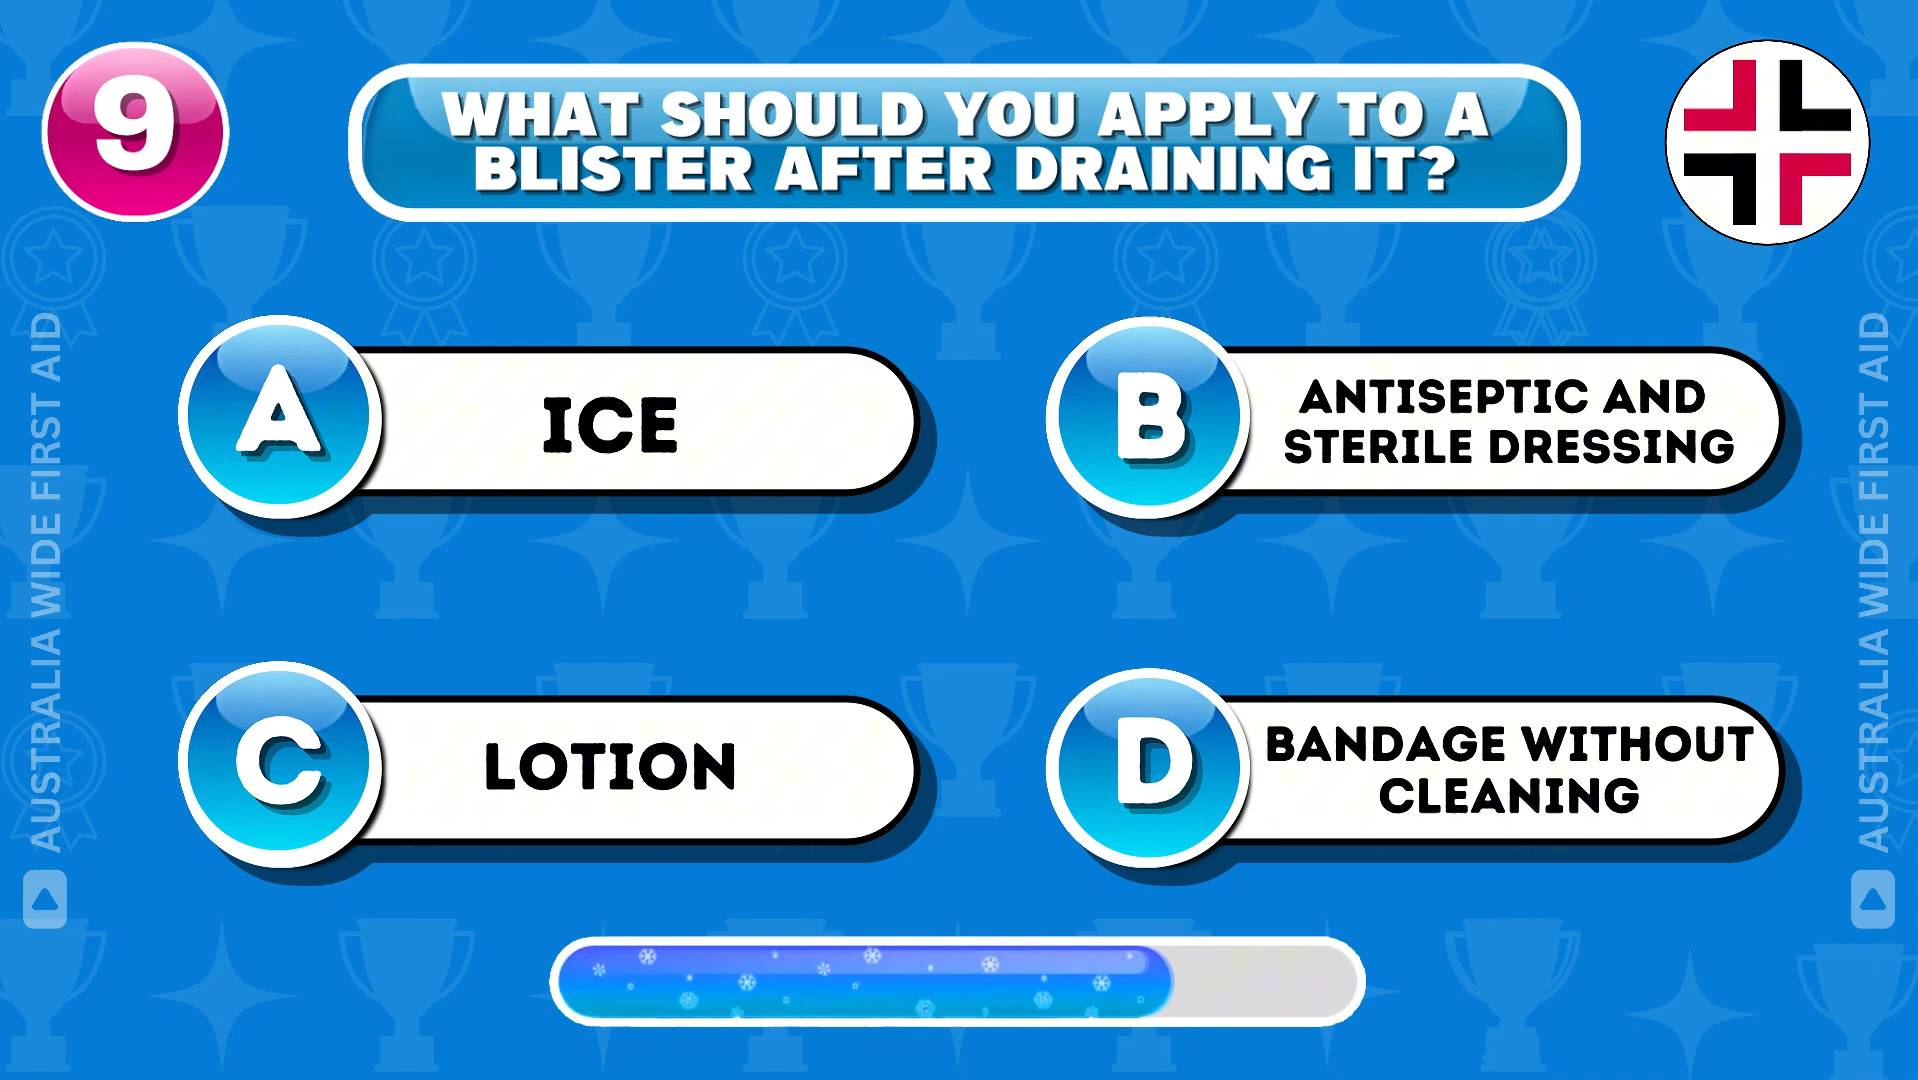 9
WHAT SHOULD YOU APPLY TO A
BLISTER AFTER DRAINING IT?
A
ICE
B
ANTISEPTIC AND
STERILE DRESSING
C
LOTION
D
BANDAGE WITHOUT
CLEANING
AUSTRALIA WIDE FIRST AID
AUSTRALIA WIDE FIRST AID